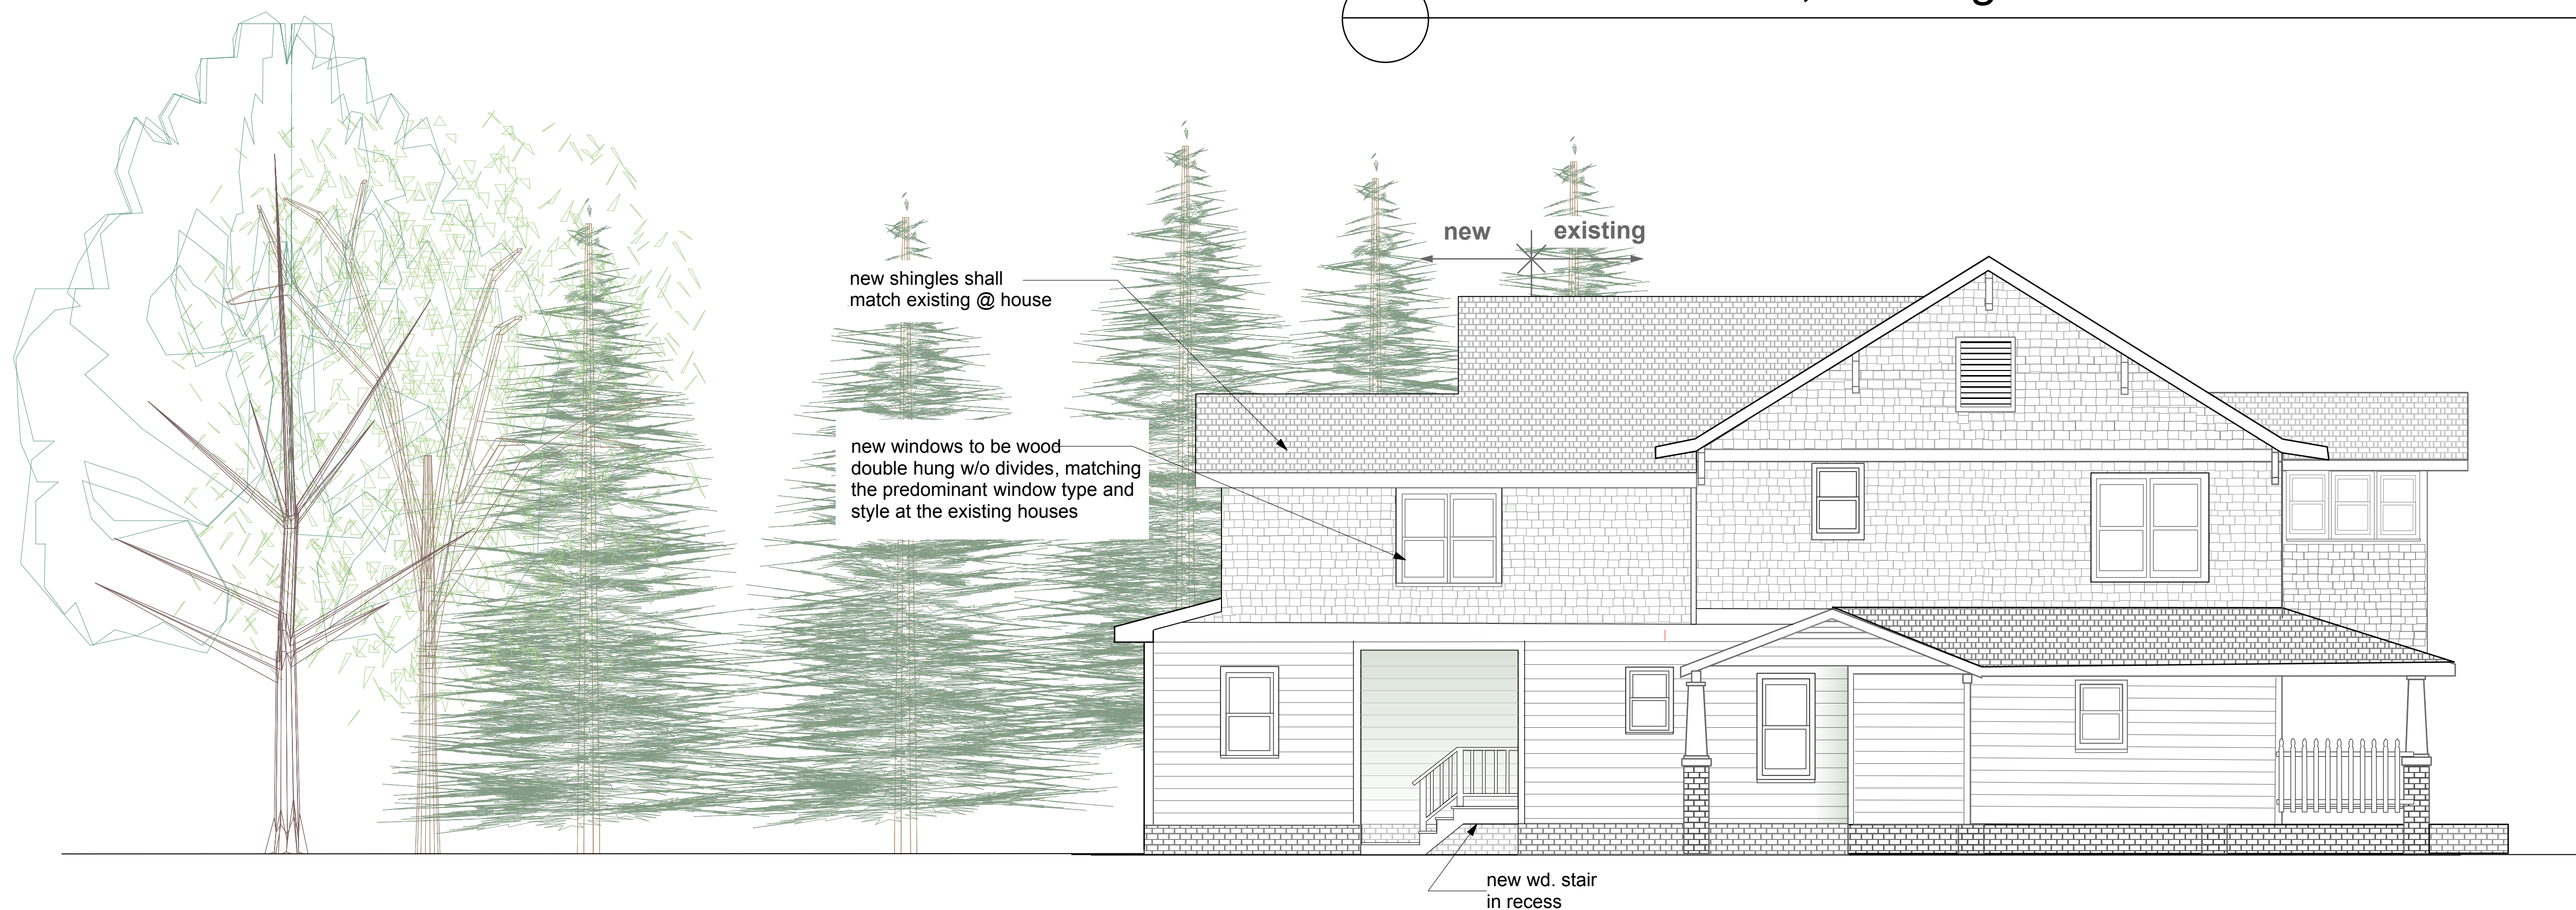 new
existing
new shingles shall
match existing @ house
new windows to be wood
double hung w/o divides, matching
the predominant window type and
style at the existing houses
new wd. stair
in recess